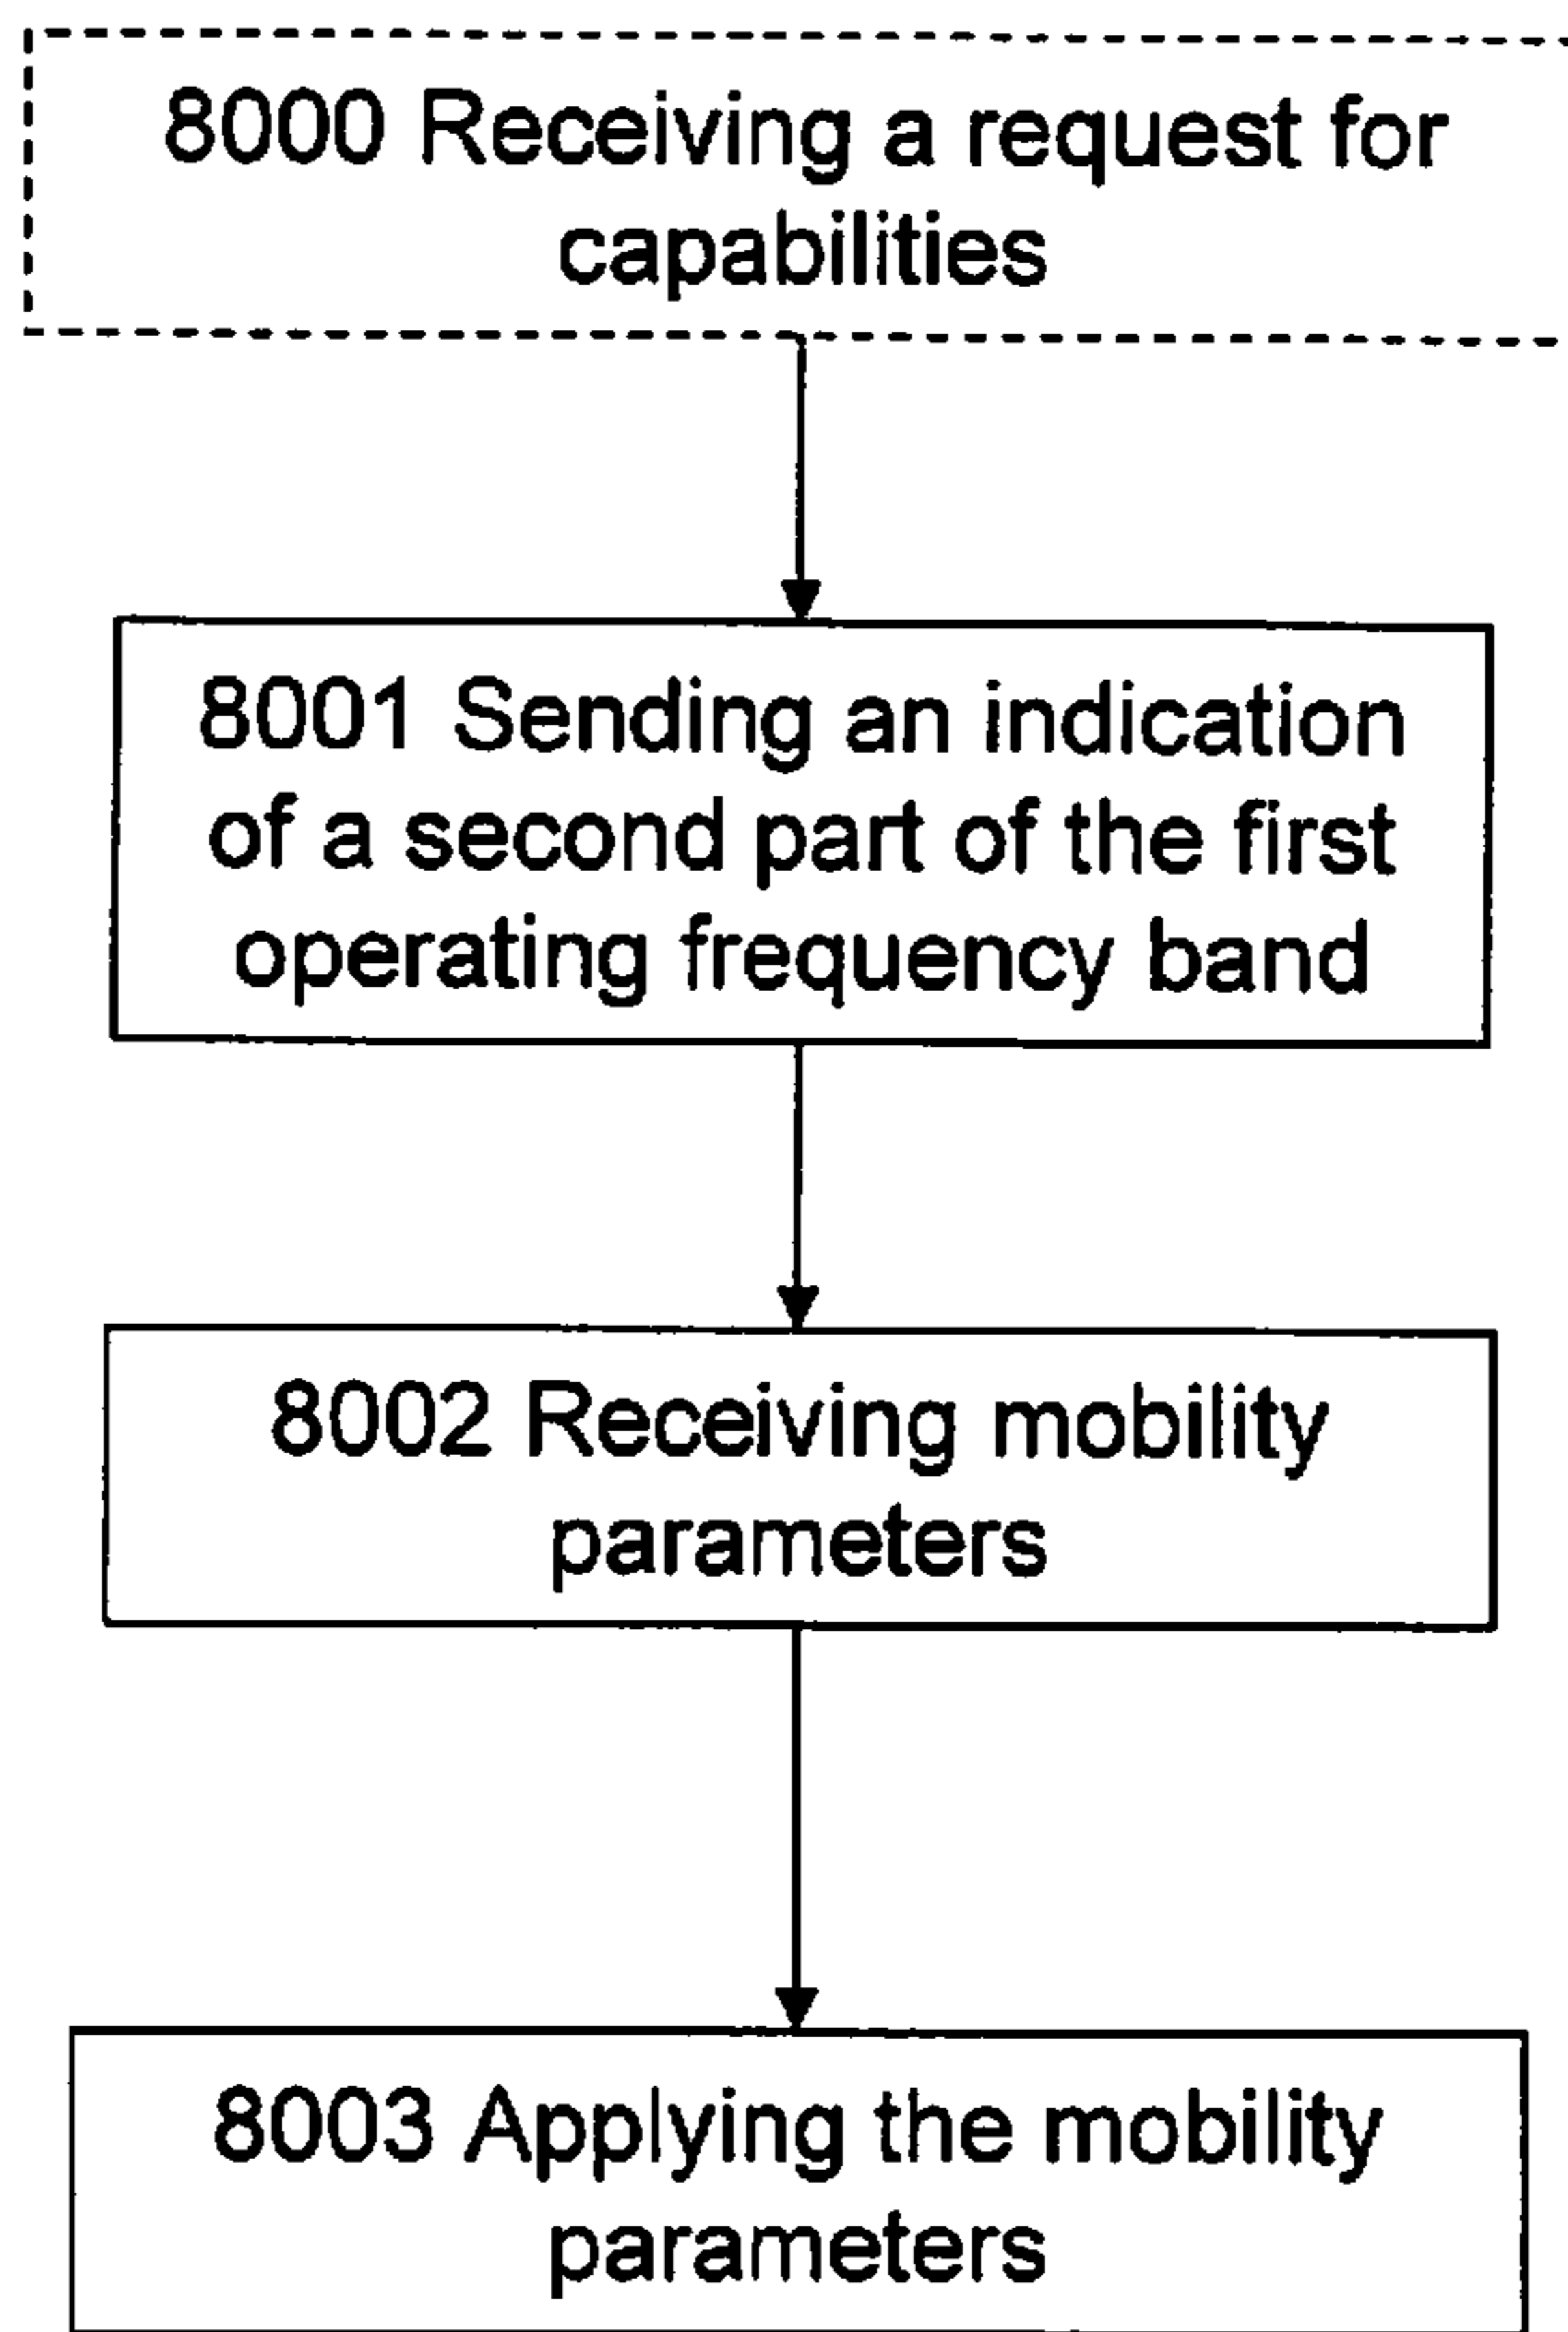 8000 Receiving a request for
capabilities
8001 Sending an indication
of a second part of the first
operating frequency band
8002 Receiving mobility
parameters
8003 Applying the mobility
parameters